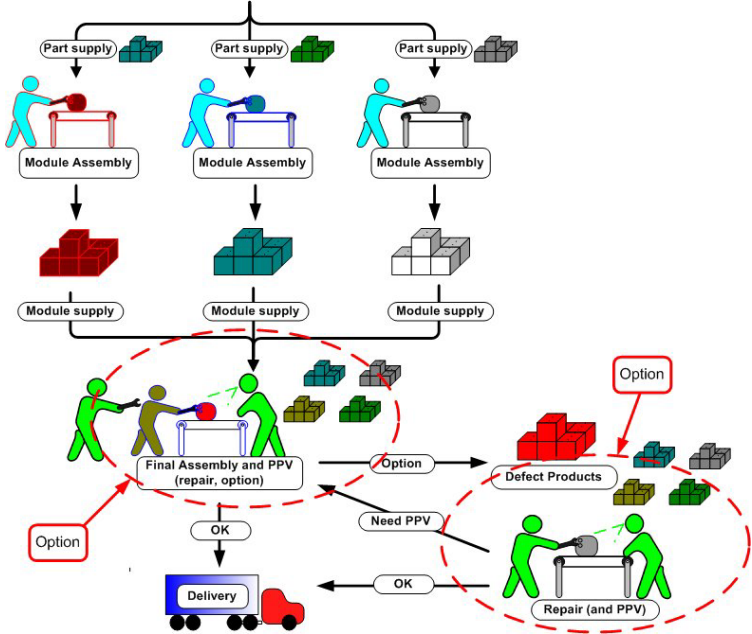 Part supply
Part supply
Part supply
Module Assembly
Module Assembly
Module Assembly
Module supply
Module supply
Module supply
Option
Final Assembly and PPV
(repair, option)
Option
Defect Products
Option
OK
Need PPV
Delivery
OK
Repair (and PPV)